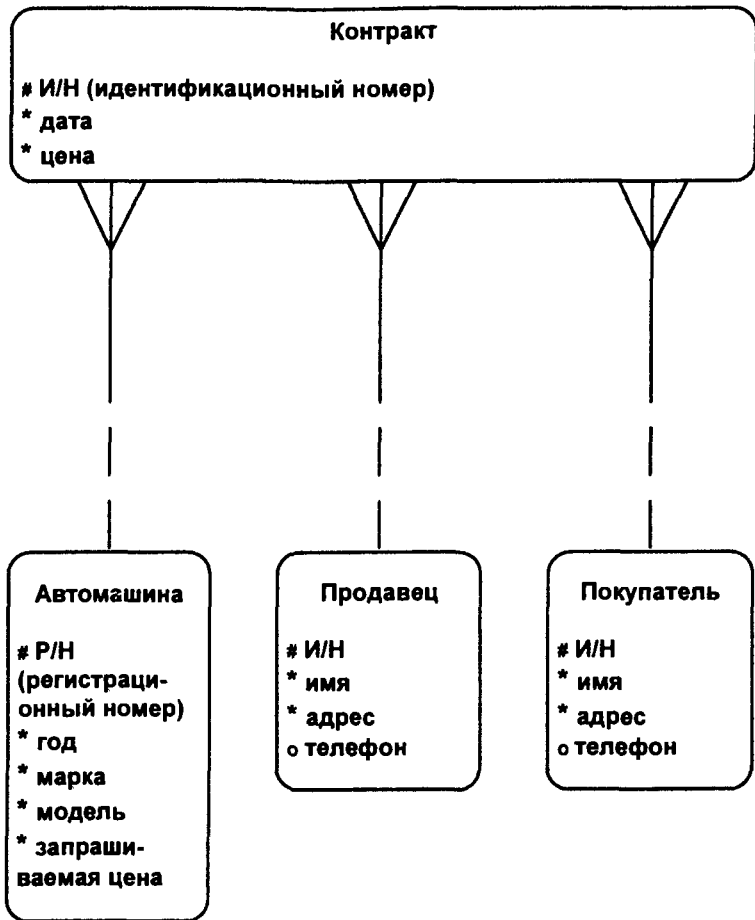 Контракт
# И/Н (идентификационный номер)
* дата
* цена
Автомашина
# Р/Н
(регистраци-
онный номер)
* год
* марка
* модель
* запраши-
ваемая цена
Продавец
# И/Н
* имя
* адрес
о телефон
Покупатель
# И/Н
* имя
* адрес
о телефон